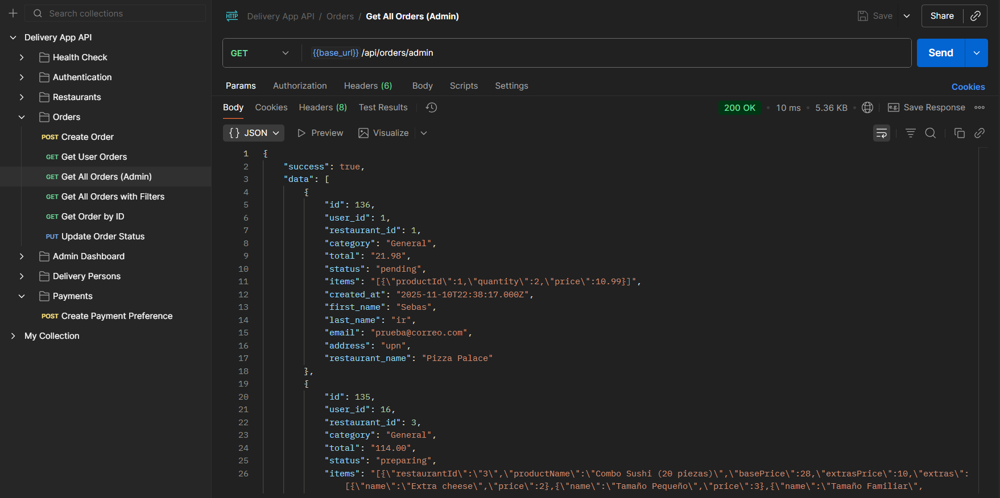 Search collections
Delivery App API
Health Check
Authentication
Restaurants
Orders
POST Create Order
GET Get User Orders
GET Get All Orders (Admin)
GET Get All Orders with Filters
GET Get Order by ID
PUT Update Order Status
Admin Dashboard
Delivery Persons
Payments
POST Create Payment Preference
My Collection
HTTP Delivery App API / Orders / Get All Orders (Admin)
Save
Share
GET {{base_url}} /api/orders/admin
Send
Params Authorization Headers (6) Body Scripts Settings
Cookies
Body Cookies Headers (8) Test Results
200 OK • 10 ms • 5.36 KB • e.g. Save Response
{} JSON Preview Visualize
1 {
2 "success": true,
3 "data": [
4 {
5 "id": 136,
6 "user_id": 1,
7 "restaurant_id": 1,
8 "category": "General",
9 "total": "21.98",
10 "status": "pending",
11 "items": "[{\"productId\":1,\"quantity\":2,\"price\":10.99}]",
12 "created_at": "2025-11-10T22:38:17.000Z",
13 "first_name": "Sebas",
14 "last_name": "ir",
15 "email": "prueba@correo.com",
16 "address": "upn",
17 "restaurant_name": "Pizza Palace"
18 },
19 {
20 "id": 135,
21 "user_id": 16,
22 "restaurant_id": 3,
23 "category": "General",
24 "total": "114.00",
25 "status": "preparing",
26 "items": "[{\"restaurantId\":\"3\",\"productName\":\"Combo Sushi (20 piezas)\",\"basePrice\":28,\"extrasPrice\":10,\"extras\":
[{\"name\":\"Extra cheese\",\"price\":2},{\"name\":\"Tamaño Pequeño\",\"price\":3},{\"name\":\"Tamaño Familiar\",